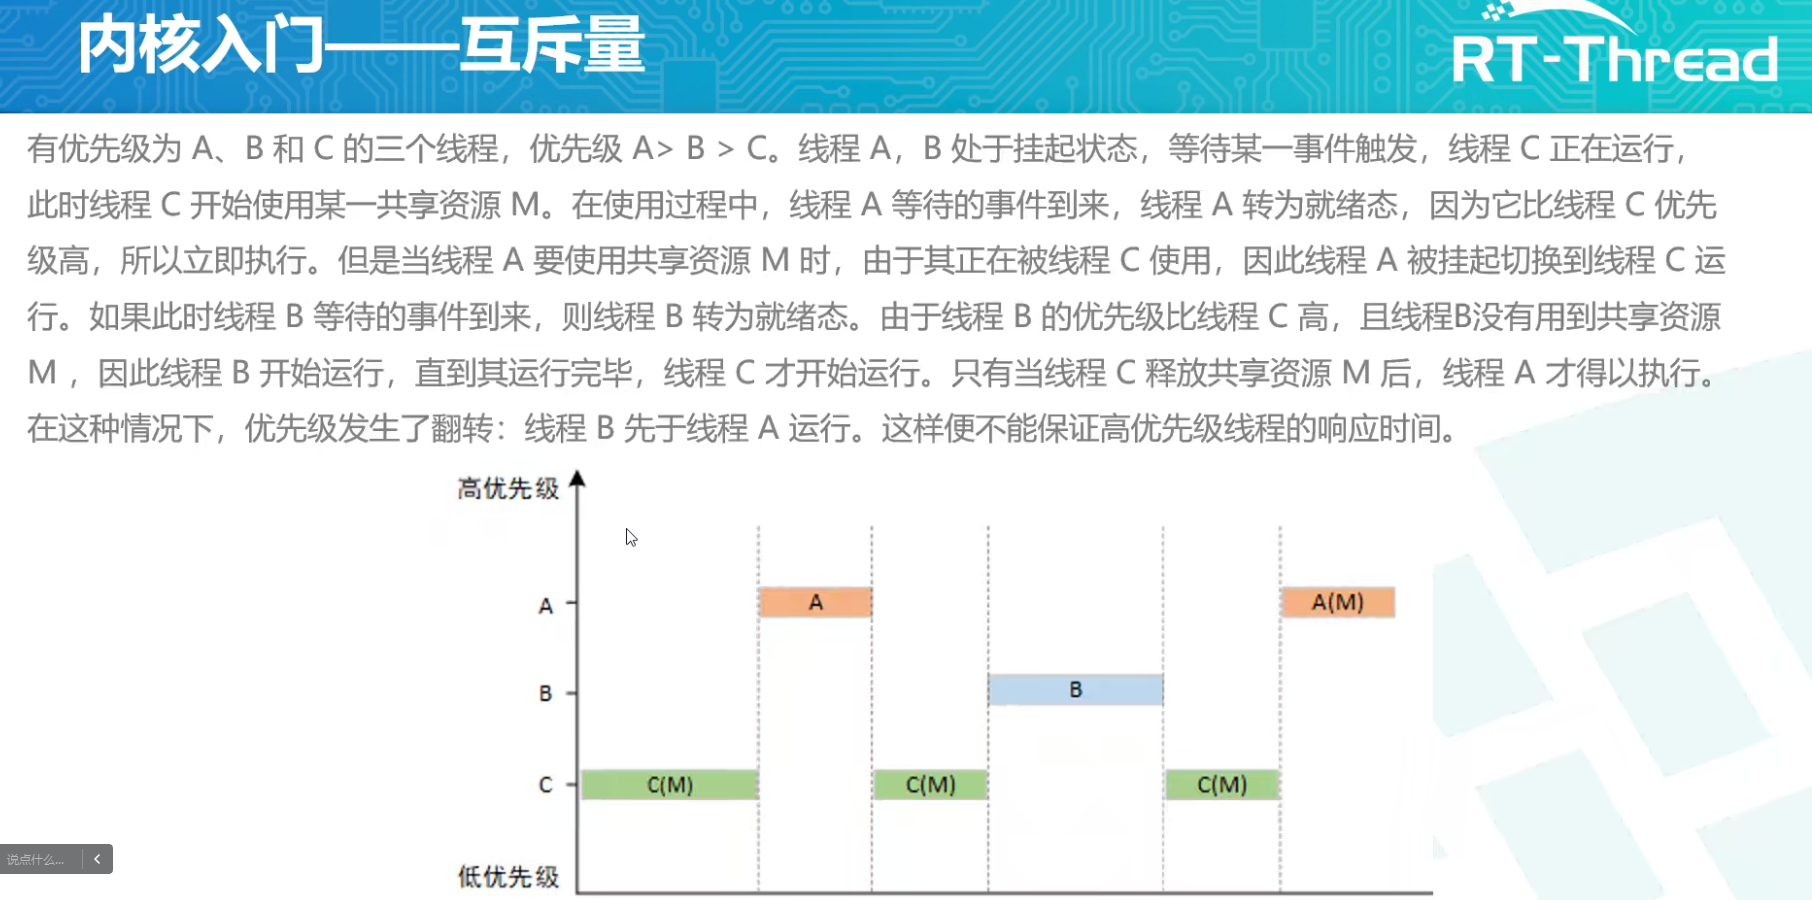 内核入门——互斥量
RT-Thread
有优先级为 A、B 和 C 的三个线程，优先级 A> B > C。线程 A，B 处于挂起状态，等待某一事件触发，线程 C 正在运行，
此时线程 C 开始使用某一共享资源 M。在使用过程中，线程 A 等待的事件到来，线程 A 转为就绪态，因为它比线程 C 优先
级高，所以立即执行。但是当线程 A 要使用共享资源 M 时，由于其正在被线程 C 使用，因此线程 A 被挂起切换到线程 C 运
行。如果此时线程 B 等待的事件到来，则线程 B 转为就绪态。由于线程 B 的优先级比线程 C 高，且线程B没有用到共享资源
M ，因此线程 B 开始运行，直到其运行完毕，线程 C 才开始运行。只有当线程 C 释放共享资源 M 后，线程 A 才得以执行。
在这种情况下，优先级发生了翻转：线程 B 先于线程 A 运行。这样便不能保证高优先级线程的响应时间。
高优先级
A
A
A(M)
B
B
C
C(M)
C(M)
C(M)
说点什么...
低优先级